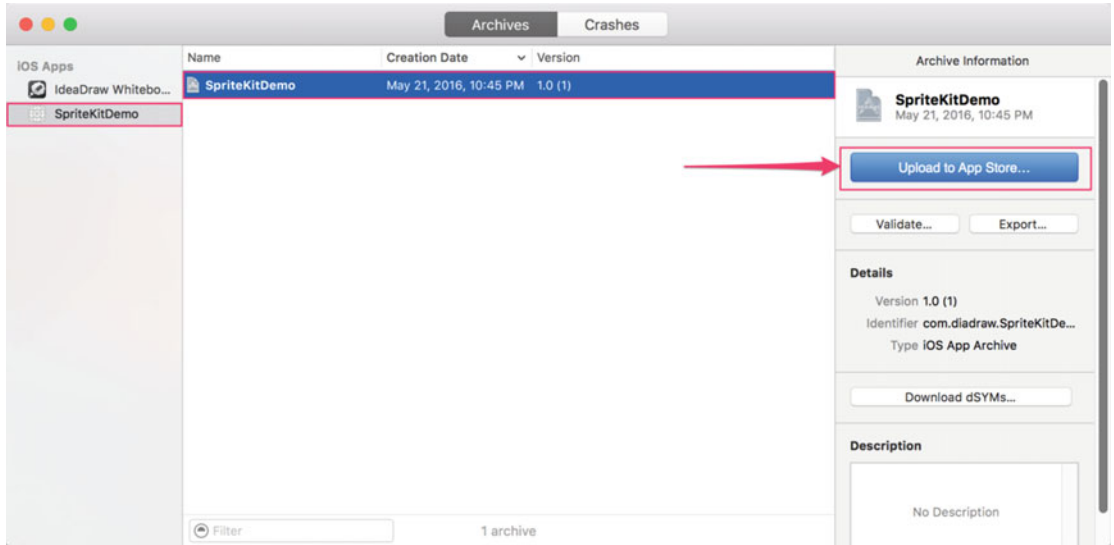 Archives Crashes
iOS Apps
IdeaDraw Whitebo...
SpriteKitDemo
Name Creation Date Version
SpriteKitDemo May 21, 2016, 10:45 PM 1.0 (1)
Filter
1 archive
Archive Information
SpriteKitDemo
May 21, 2016, 10:45 PM
Upload to App Store...
Validate... Export...
Details
Version 1.0 (1)
Identifier com.diadraw.SpriteKitDe...
Type iOS App Archive
Download dSYMs...
Description
No Description